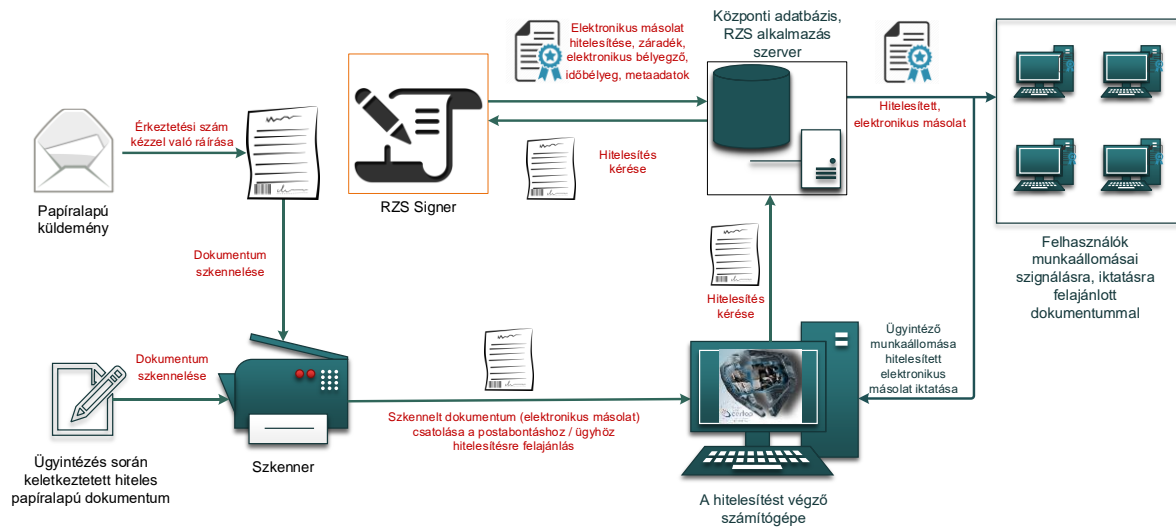 Elektronikus másolat
hitelesítése, záradék,
elektronikus bélyegző,
időbélyeg, metaadatok
Központi adatbázis,
RZS alkalmazás
szerver
Érkeztetési szám
kézzel való ráírása
Hitelesített,
elektronikus másolat
Hitelesítés
kérése
RZS Signer
Papíralapú
küldemény
Felhasználók
munkaállomásai
szignálásra, iktatásra
felajánlott
dokumentummal
Dokumentum
szkennelése
Hitelesítés
kérése
Dokumentum
szkennelése
Ügyintéző
munkaállomása
hitelesített
elektronikus
másolat iktatása
Szkennelt dokumentum (elektronikus másolat)
csatolása a postabontáshoz / ügyhöz
hitelesítésre felajánlás
Szkenner
Ügyintézés során
keletkeztetett hiteles
papíralapú dokumentum
A hitelesítést végző
számítógépe